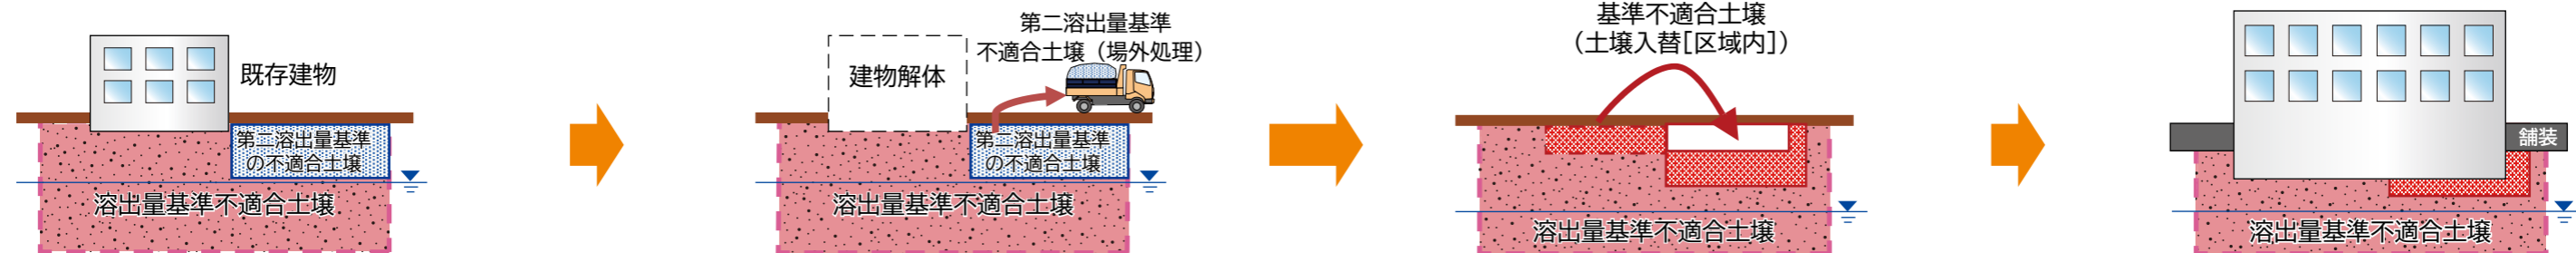 既存建物
第二溶出量基準
の不適合土壌
溶出量基準不適合土壌
第二溶出量基準
不適合土壌（場外処理）
建物解体
第二溶出量基準
の不適合土壌
溶出量基準不適合土壌
基準不適合土壌
（土壌入替［区域内］）
溶出量基準不適合土壌
舗装
溶出量基準不適合土壌